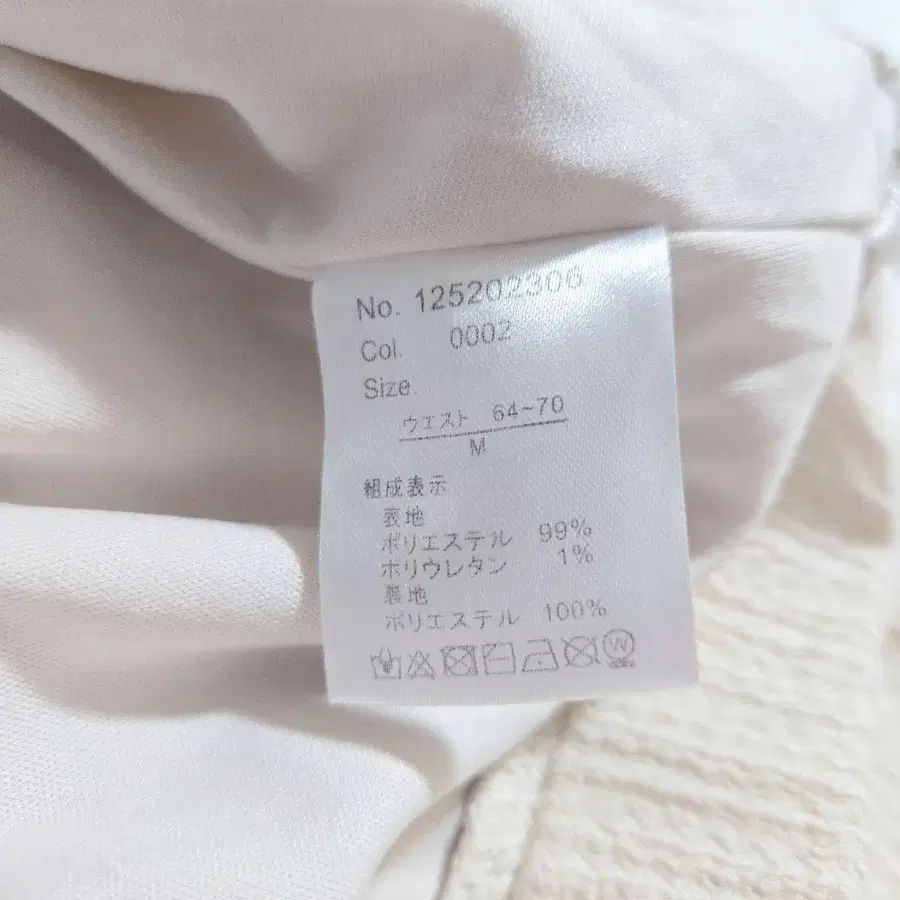 No. 125202306
Col. 0002
Size
ウエスト 64~70
M
組成表示
表地
ポリエステル 99%
ポリウレタン 1%
裏地
ポリエステル 100%
W